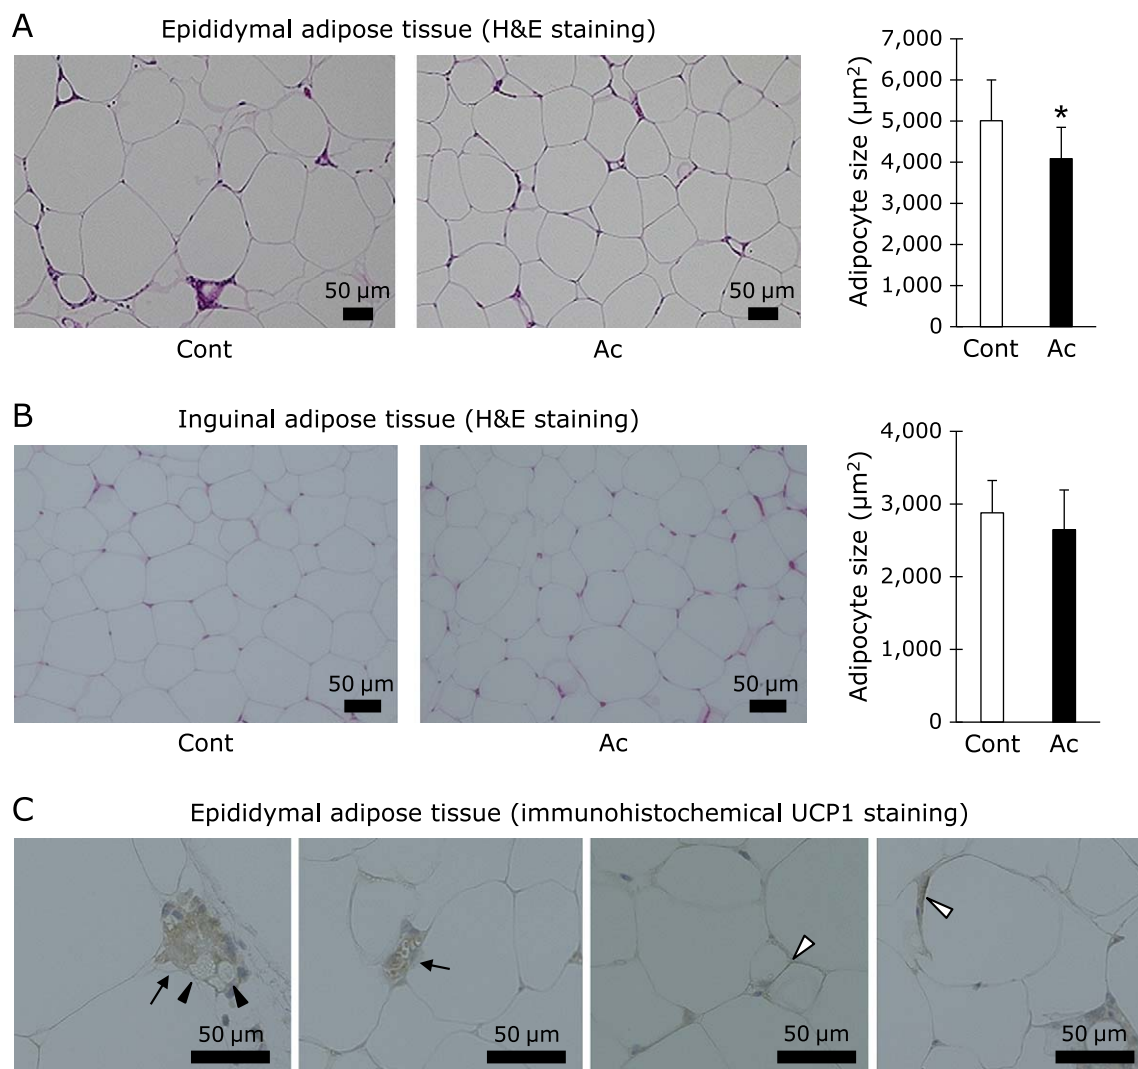 A
Epididymal adipose tissue (H&E staining)
50 µm
Cont
50 µm
Ac
Adipocyte size (µm²)
7,000
6,000
5,000
4,000
3,000
2,000
1,000
0
*
Cont
Ac
B
Inguinal adipose tissue (H&E staining)
50 µm
Cont
50 µm
Ac
Adipocyte size (µm²)
4,000
3,000
2,000
1,000
0
Cont
Ac
C
Epididymal adipose tissue (immunohistochemical UCP1 staining)
50 µm
50 µm
50 µm
50 µm